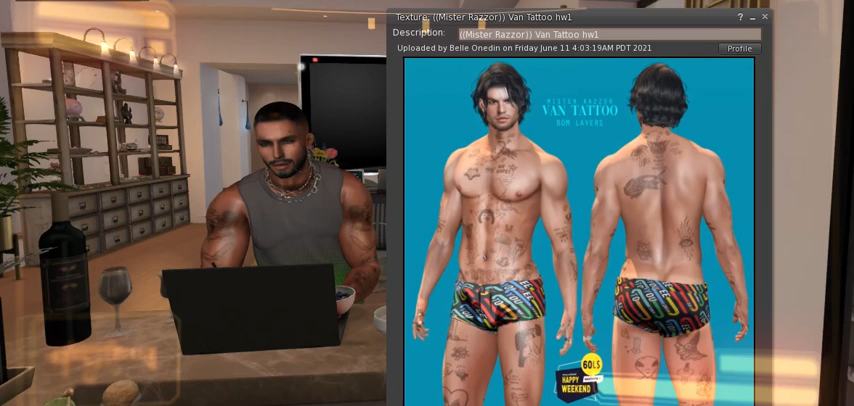 Texture: ((Mister Razzor)) Van Tattoo hw1
Description: ((Mister Razzor)) Van Tattoo hw1
Uploaded by Belle Onedin on Friday June 11 4:03:19AM PDT 2021
Profile
MISTER RAZZOR
VAN TATTOO
BOM LAYERS
60L$
HAPPY
WEEKEND